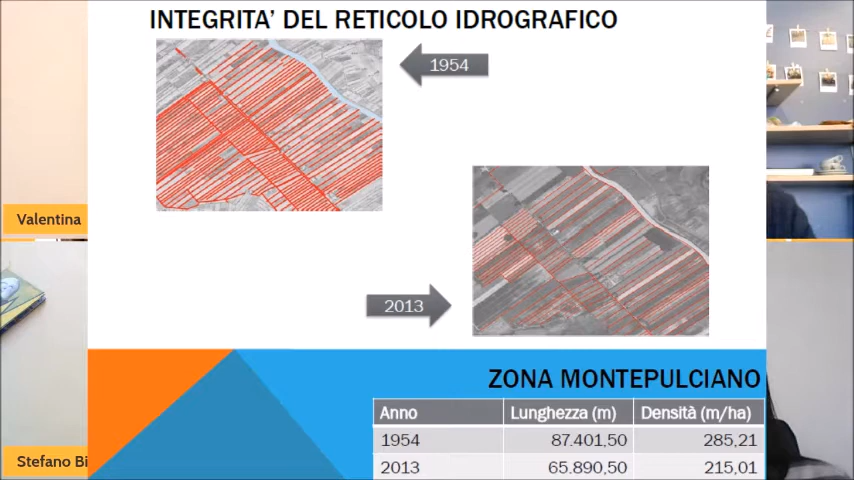 INTEGRITA’ DEL RETICOLO IDROGRAFICO
1954
Valentina
2013
ZONA MONTEPULCIANO
Anno Lunghezza (m) Densità (m/ha)
1954 87.401,50 285,21
2013 65.890,50 215,01
Stefano Bi